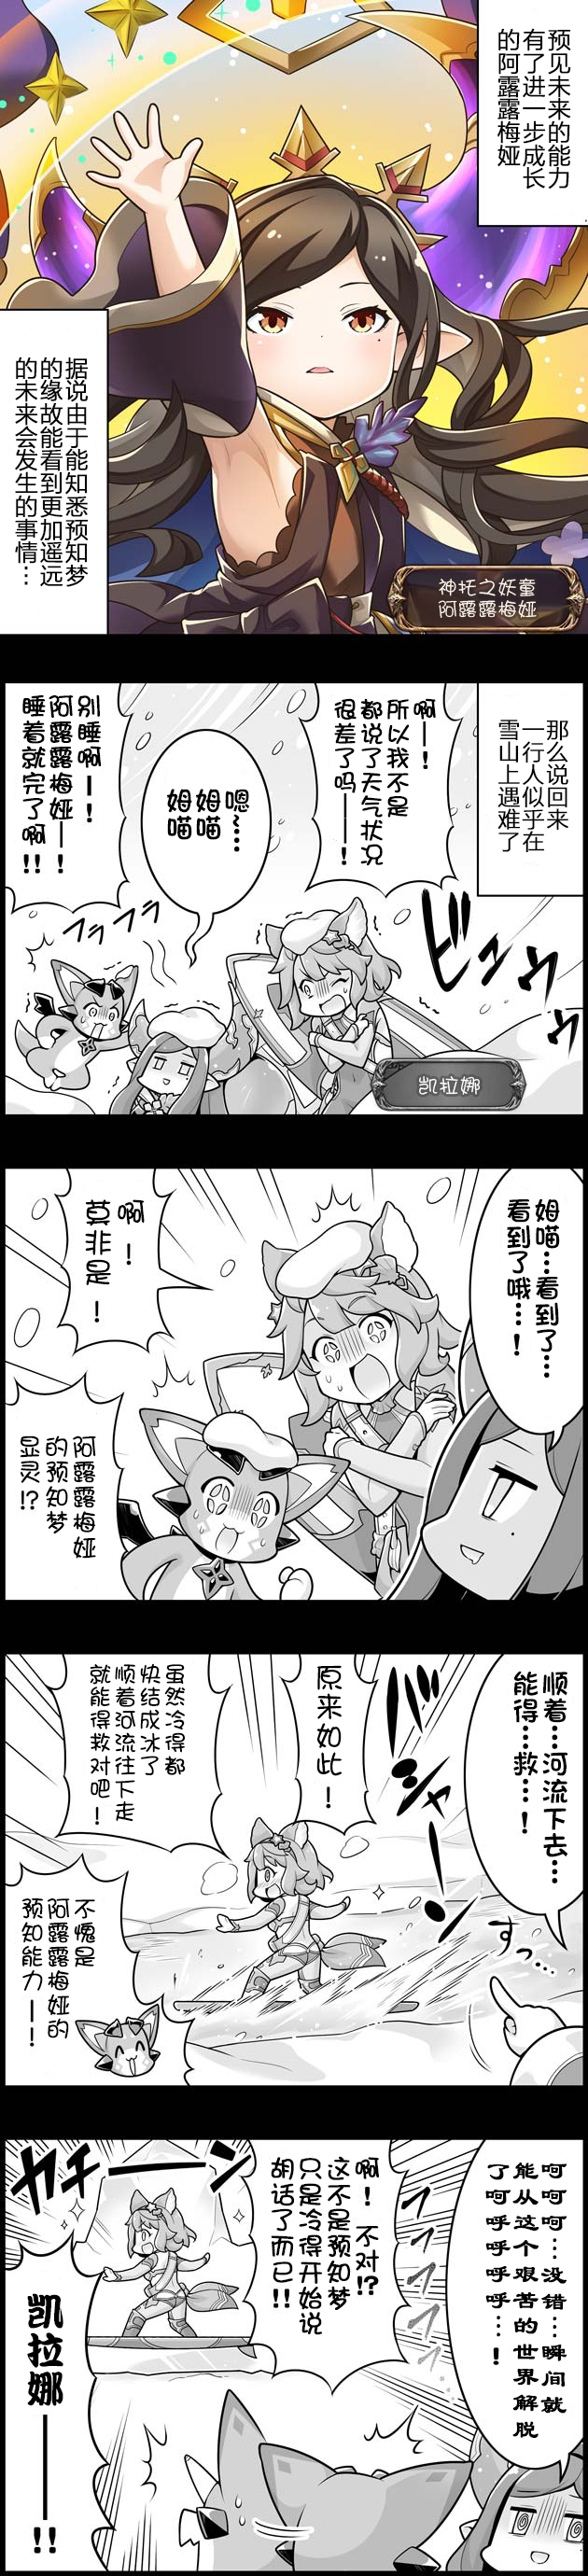 预见未来的能力
有了进一步成长
的阿露露梅娅
据说由于能知悉预知梦
的缘故能看到更加遥远
的未来会发生的事情…
神托之妖童
阿露露梅娅
那么说回来
一行人似乎在
雪山上遇难了
啊—！
所以我不是
都说了天气状况
很差了吗——！
嗯~…
姆喵
姆喵
别睡啊—！
阿露露梅娅—！
睡着就完了啊!!
ビュウウ
フラフラ
凯拉娜
姆喵…看到了…
看到了哦…！
啊！
莫非是！
阿露露梅娅
的预知梦
显灵!?
顺着…河流下去…
能得…救…！
原来如此！
虽然冷得都
快结成冰了
顺着河流往下走
就能得救对吧！
不愧是
阿露露梅娅的
预知能力——！
シャーッ
すっ…
呵呵呵…没错…瞬间就
能从这个艰苦的世界解脱
了呵呼呼呼呼…！
ブツブツ
啊！不对!?
这不是预知梦
只是冷得开始说
胡话了而已!!
カチーーン
凯拉娜——!!